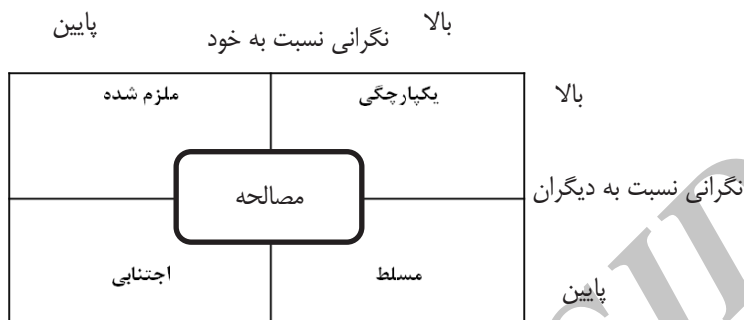 بالا
پایین
نگرانی نسبت به خود
بالا
یکپارچگی
ملزم شده
نگرانی نسبت به دیگران
مصالحه
مسلط
اجتنابی
پایین